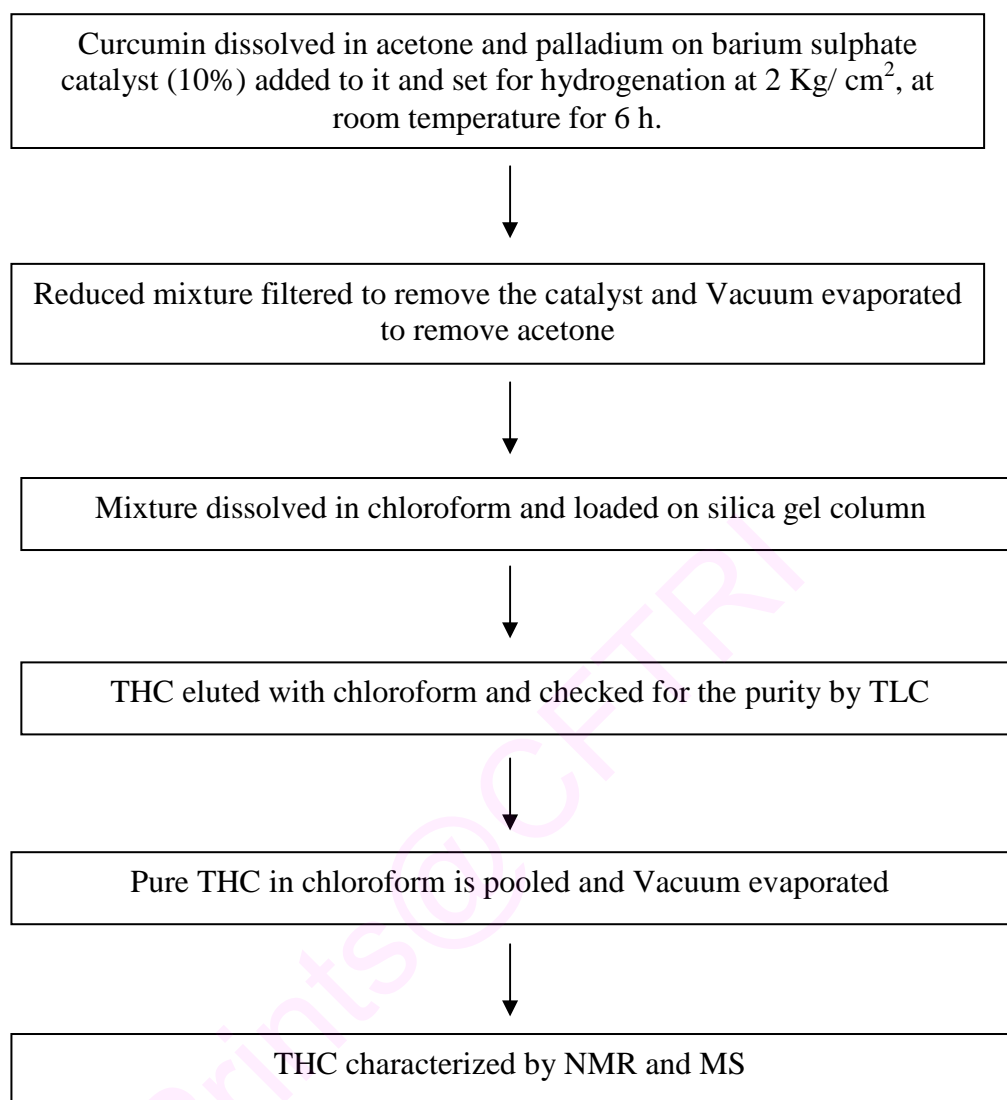 Curcumin dissolved in acetone and palladium on barium sulphate
catalyst (10%) added to it and set for hydrogenation at 2 Kg/ cm², at
room temperature for 6 h.
Reduced mixture filtered to remove the catalyst and Vacuum evaporated
to remove acetone
Mixture dissolved in chloroform and loaded on silica gel column
THC eluted with chloroform and checked for the purity by TLC
Pure THC in chloroform is pooled and Vacuum evaporated
THC characterized by NMR and MS
Prints@CFTRI